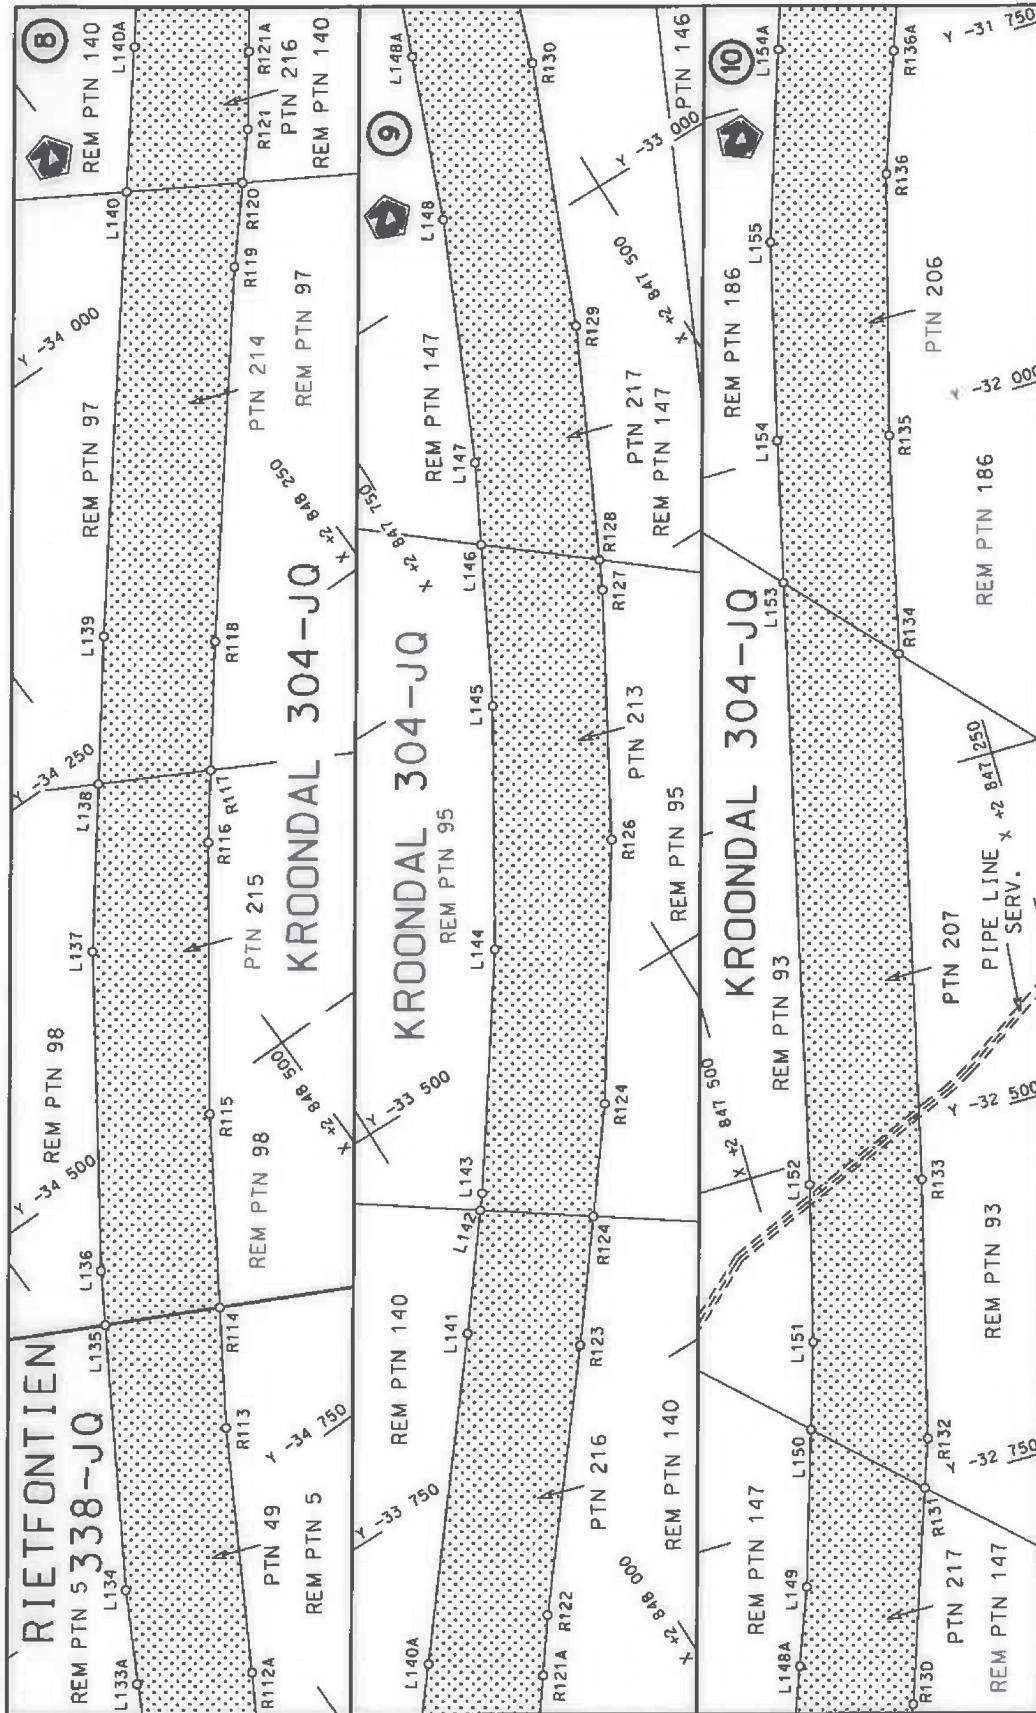 8
RIETFONTIEN
338-JQ
REM PTN 5
L133A
L134
L135
L136
L137
L138
L139
L140
L140A
REM PTN 98
REM PTN 97
REM PTN 140
Y -34 500
Y -34 250
Y -34 000
R112A
R113
R114
R115
R116
R117
R118
R119
R120
R121
R121A
PTN 49
REM PTN 5
Y -34 750
REM PTN 98
PTN 215
X +2 848 500
KROONDAL 304-JQ
X +2 848 250
PTN 214
REM PTN 97
PTN 216
REM PTN 140
9
L140A
L141
L142
L143
L144
L145
L146
L147
L148
L148A
Y -33 750
REM PTN 140
Y -33 500
KROONDAL 304-JQ
REM PTN 95
X +2 847 750
REM PTN 147
R121A
R122
R123
R124
R124
R126
R127
R128
R129
R130
X +2 848 000
PTN 216
REM PTN 140
REM PTN 95
PTN 213
PTN 217
REM PTN 147
X +2 847 500
Y -33 000
PTN 146
10
L148A
L149
L150
L151
L152
L153
L154
L155
L154A
REM PTN 147
X +2 847 500
REM PTN 93
KROONDAL 304-JQ
REM PTN 186
R130
R131
R132
R133
R134
R135
R136
R136A
PTN 217
REM PTN 147
Y -32 750
REM PTN 93
Y -32 500
PTN 207
PIPE LINE
SERV.
X +2 847 250
REM PTN 186
Y -32 000
PTN 206
Y -31 750